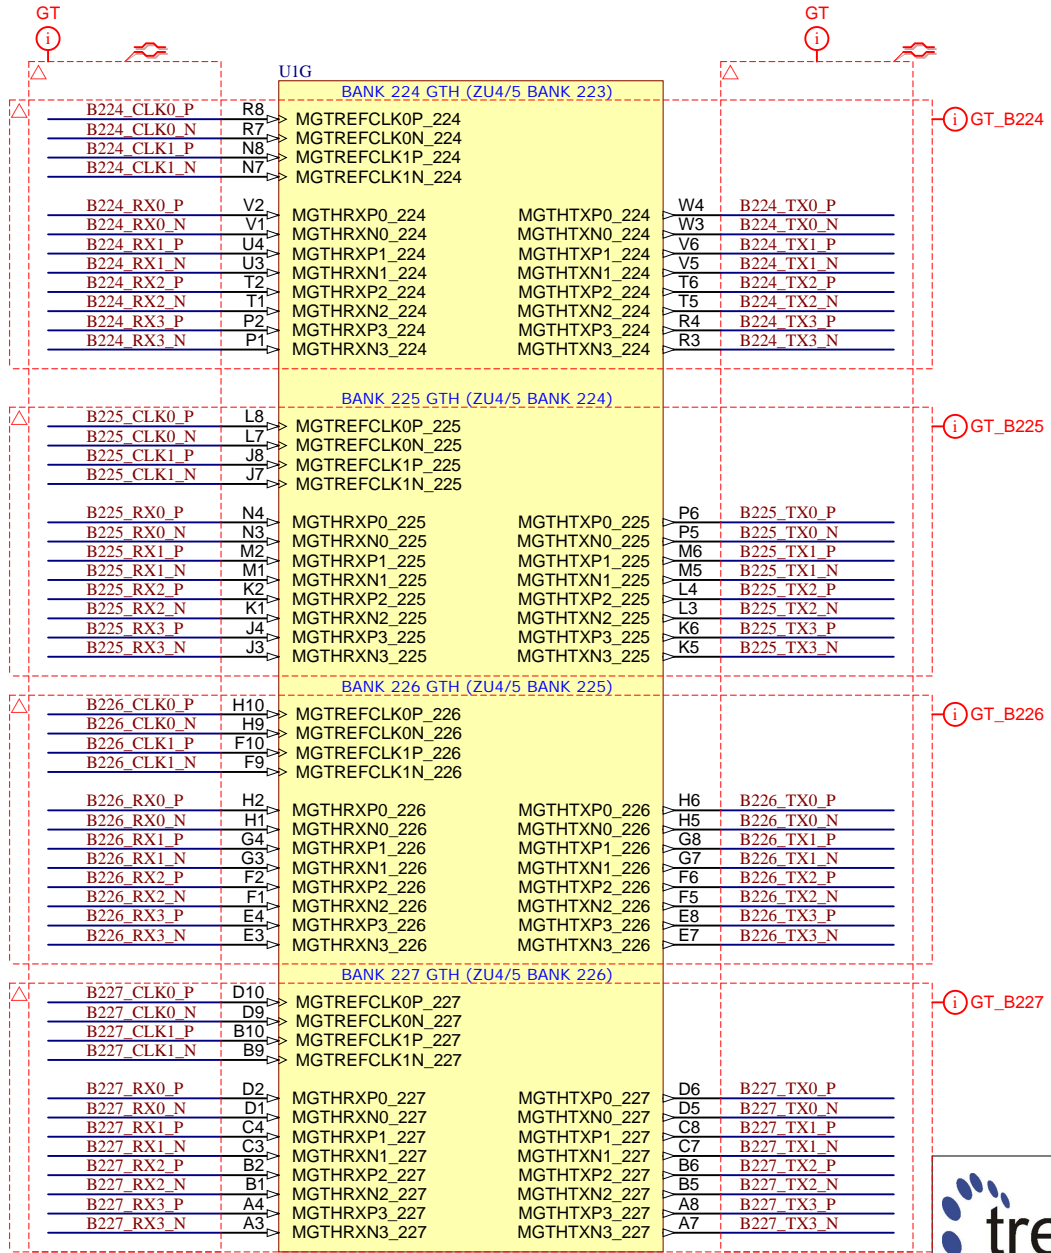 GT GT
i i
U1G
BANK 224 GTH (ZU4/5 BANK 223)
B224_CLK0_P R8 MGTREFCLK0P_224 i GT_B224
B224_CLK0_N R7 MGTREFCLK0N_224
B224_CLK1_P N8 MGTREFCLK1P_224
B224_CLK1_N N7 MGTREFCLK1N_224
B224_RX0_P V2 MGTHRXP0_224 MGTHTXP0_224 W4 B224_TX0_P
B224_RX0_N V1 MGTHRXN0_224 MGTHTXN0_224 W3 B224_TX0_N
B224_RX1_P U4 MGTHRXP1_224 MGTHTXP1_224 V6 B224_TX1_P
B224_RX1_N U3 MGTHRXN1_224 MGTHTXN1_224 V5 B224_TX1_N
B224_RX2_P T2 MGTHRXP2_224 MGTHTXP2_224 T6 B224_TX2_P
B224_RX2_N T1 MGTHRXN2_224 MGTHTXN2_224 T5 B224_TX2_N
B224_RX3_P P2 MGTHRXP3_224 MGTHTXP3_224 R4 B224_TX3_P
B224_RX3_N P1 MGTHRXN3_224 MGTHTXN3_224 R3 B224_TX3_N
BANK 225 GTH (ZU4/5 BANK 224)
B225_CLK0_P L8 MGTREFCLK0P_225 i GT_B225
B225_CLK0_N L7 MGTREFCLK0N_225
B225_CLK1_P J8 MGTREFCLK1P_225
B225_CLK1_N J7 MGTREFCLK1N_225
B225_RX0_P N4 MGTHRXP0_225 MGTHTXP0_225 P6 B225_TX0_P
B225_RX0_N N3 MGTHRXN0_225 MGTHTXN0_225 P5 B225_TX0_N
B225_RX1_P M2 MGTHRXP1_225 MGTHTXP1_225 M6 B225_TX1_P
B225_RX1_N M1 MGTHRXN1_225 MGTHTXN1_225 M5 B225_TX1_N
B225_RX2_P K2 MGTHRXP2_225 MGTHTXP2_225 L4 B225_TX2_P
B225_RX2_N K1 MGTHRXN2_225 MGTHTXN2_225 L3 B225_TX2_N
B225_RX3_P J4 MGTHRXP3_225 MGTHTXP3_225 K6 B225_TX3_P
B225_RX3_N J3 MGTHRXN3_225 MGTHTXN3_225 K5 B225_TX3_N
BANK 226 GTH (ZU4/5 BANK 225)
B226_CLK0_P H10 MGTREFCLK0P_226 i GT_B226
B226_CLK0_N H9 MGTREFCLK0N_226
B226_CLK1_P F10 MGTREFCLK1P_226
B226_CLK1_N F9 MGTREFCLK1N_226
B226_RX0_P H2 MGTHRXP0_226 MGTHTXP0_226 H6 B226_TX0_P
B226_RX0_N H1 MGTHRXN0_226 MGTHTXN0_226 H5 B226_TX0_N
B226_RX1_P G4 MGTHRXP1_226 MGTHTXP1_226 G8 B226_TX1_P
B226_RX1_N G3 MGTHRXN1_226 MGTHTXN1_226 G7 B226_TX1_N
B226_RX2_P F2 MGTHRXP2_226 MGTHTXP2_226 F6 B226_TX2_P
B226_RX2_N F1 MGTHRXN2_226 MGTHTXN2_226 F5 B226_TX2_N
B226_RX3_P E4 MGTHRXP3_226 MGTHTXP3_226 E8 B226_TX3_P
B226_RX3_N E3 MGTHRXN3_226 MGTHTXN3_226 E7 B226_TX3_N
BANK 227 GTH (ZU4/5 BANK 226)
B227_CLK0_P D10 MGTREFCLK0P_227 i GT_B227
B227_CLK0_N D9 MGTREFCLK0N_227
B227_CLK1_P B10 MGTREFCLK1P_227
B227_CLK1_N B9 MGTREFCLK1N_227
B227_RX0_P D2 MGTHRXP0_227 MGTHTXP0_227 D6 B227_TX0_P
B227_RX0_N D1 MGTHRXN0_227 MGTHTXN0_227 D5 B227_TX0_N
B227_RX1_P C4 MGTHRXP1_227 MGTHTXP1_227 C8 B227_TX1_P
B227_RX1_N C3 MGTHRXN1_227 MGTHTXN1_227 C7 B227_TX1_N
B227_RX2_P B2 MGTHRXP2_227 MGTHTXP2_227 B6 B227_TX2_P
B227_RX2_N B1 MGTHRXN2_227 MGTHTXN2_227 B5 B227_TX2_N
B227_RX3_P A4 MGTHRXP3_227 MGTHTXP3_227 A8 B227_TX3_P
B227_RX3_N A3 MGTHRXN3_227 MGTHTXN3_227 A7 B227_TX3_N
tre